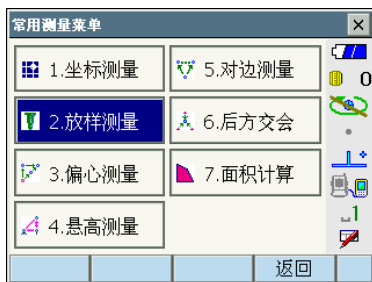 常用测量菜单
1.坐标测量
5.对边测量
0
2.放样测量
6.后方交会
3.偏心测量
7.面积计算
4.悬高测量
1
返回